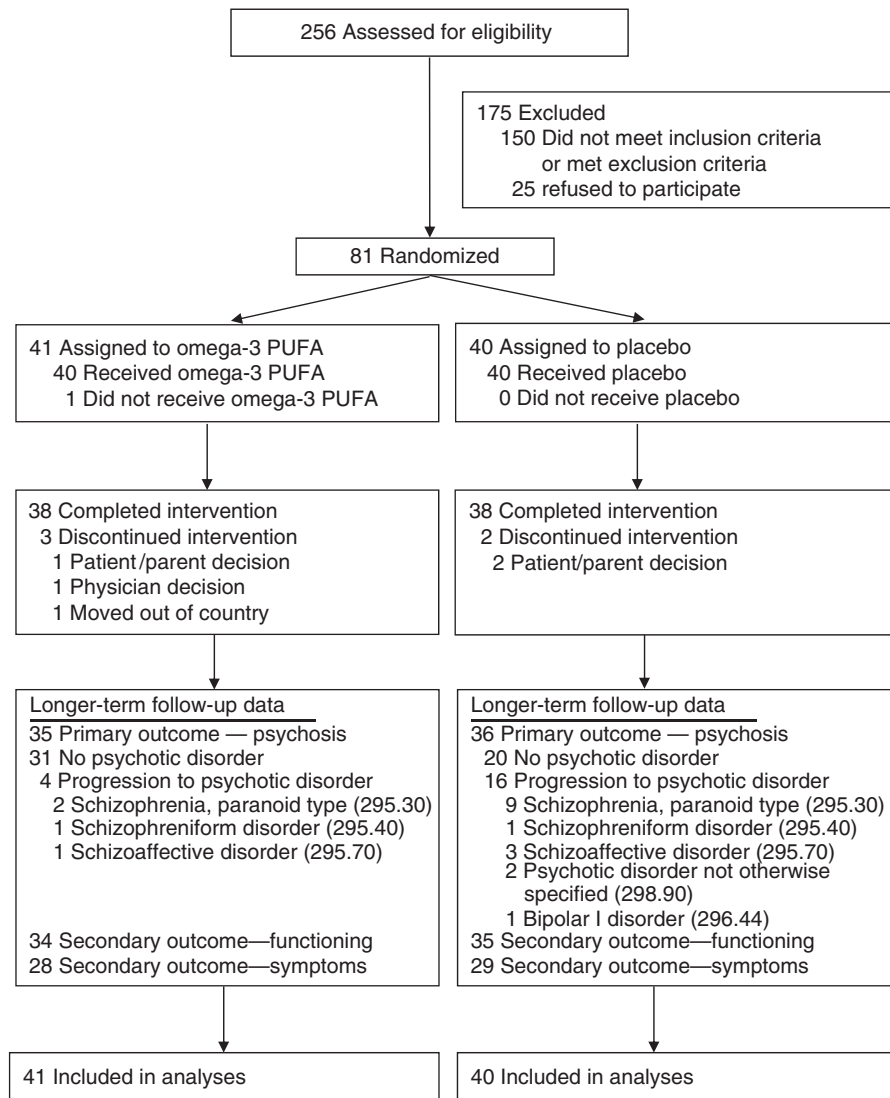 256 Assessed for eligibility
175 Excluded
150 Did not meet inclusion criteria
or met exclusion criteria
25 refused to participate
81 Randomized
41 Assigned to omega-3 PUFA
40 Received omega-3 PUFA
1 Did not receive omega-3 PUFA
40 Assigned to placebo
40 Received placebo
0 Did not receive placebo
38 Completed intervention
3 Discontinued intervention
1 Patient/parent decision
1 Physician decision
1 Moved out of country
38 Completed intervention
2 Discontinued intervention
2 Patient/parent decision
Longer-term follow-up data
35 Primary outcome — psychosis
31 No psychotic disorder
4 Progression to psychotic disorder
2 Schizophrenia, paranoid type (295.30)
1 Schizophreniform disorder (295.40)
1 Schizoaffective disorder (295.70)
34 Secondary outcome—functioning
28 Secondary outcome—symptoms
Longer-term follow-up data
36 Primary outcome — psychosis
20 No psychotic disorder
16 Progression to psychotic disorder
9 Schizophrenia, paranoid type (295.30)
1 Schizophreniform disorder (295.40)
3 Schizoaffective disorder (295.70)
2 Psychotic disorder not otherwise
specified (298.90)
1 Bipolar I disorder (296.44)
35 Secondary outcome—functioning
29 Secondary outcome—symptoms
41 Included in analyses
40 Included in analyses